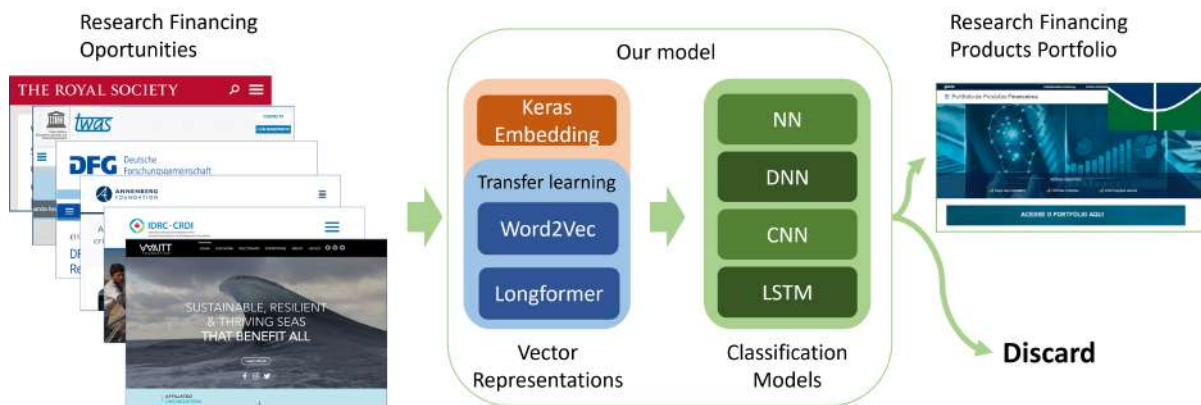 Research Financing
Oportunities
THE ROYAL SOCIETY
twas
DFG Deutsche
Forschungsgemeinschaft
ANNENBERG
FOUNDATION
IDRC-CRDI
SUSTAINABLE, RESILIENT
& THRIVING SEAS
THAT BENEFIT ALL
Our model
Keras
Embedding
Transfer learning
Word2Vec
Longformer
Vector
Representations
NN
DNN
CNN
LSTM
Classification
Models
Research Financing
Products Portfolio
Portfolio de Produtos Financeiros
ACESSE O PORTFÓLIO AQUI
Discard